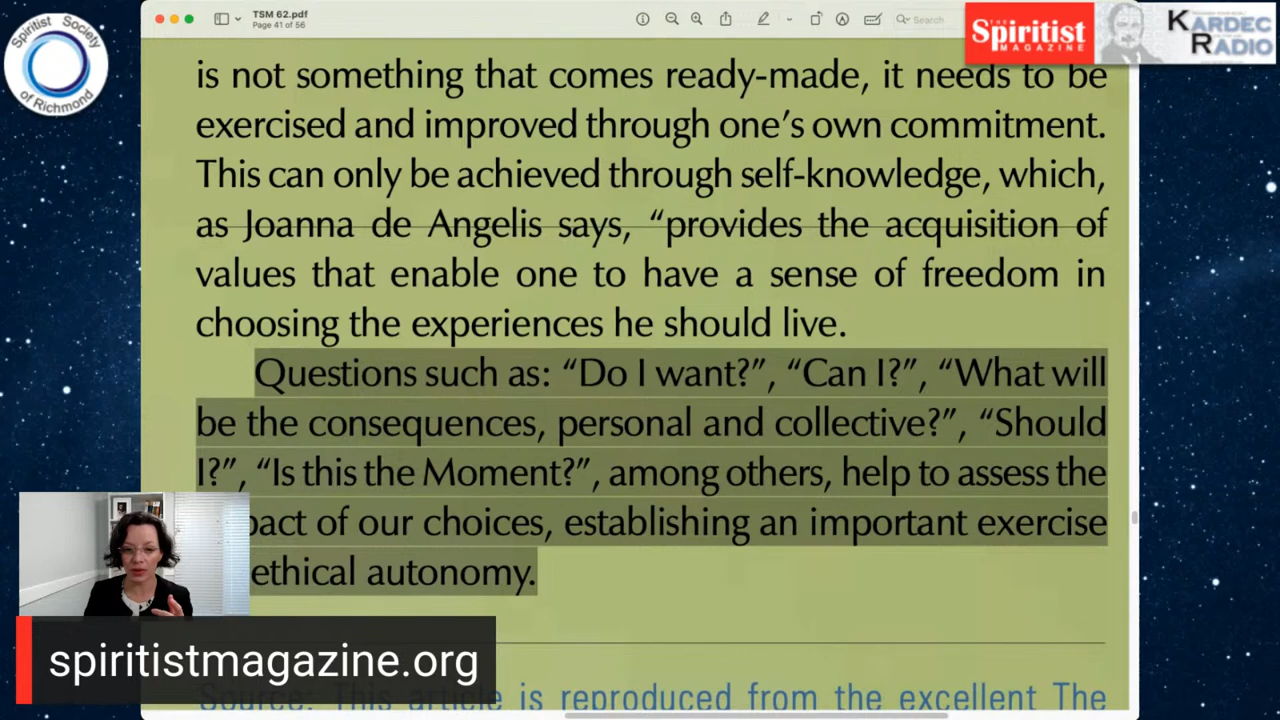 Spiritist Society
of Richmond
TSM 62.pdf
Page 41 of 56
Search
THE
Spiritist
MAGAZINE
KARDEC
RADIO
is not something that comes ready-made, it needs to be
exercised and improved through one's own commitment.
This can only be achieved through self-knowledge, which,
as Joanna de Angelis says, “provides the acquisition of
values that enable one to have a sense of freedom in
choosing the experiences he should live.
Questions such as: “Do I want?”, “Can I?”, “What will
be the consequences, personal and collective?”, “Should
I?”, “Is this the Moment?”, among others, help to assess the
pact of our choices, establishing an important exercise
ethical autonomy.
spiritistmagazine.org
Source: This article is reproduced from the excellent The